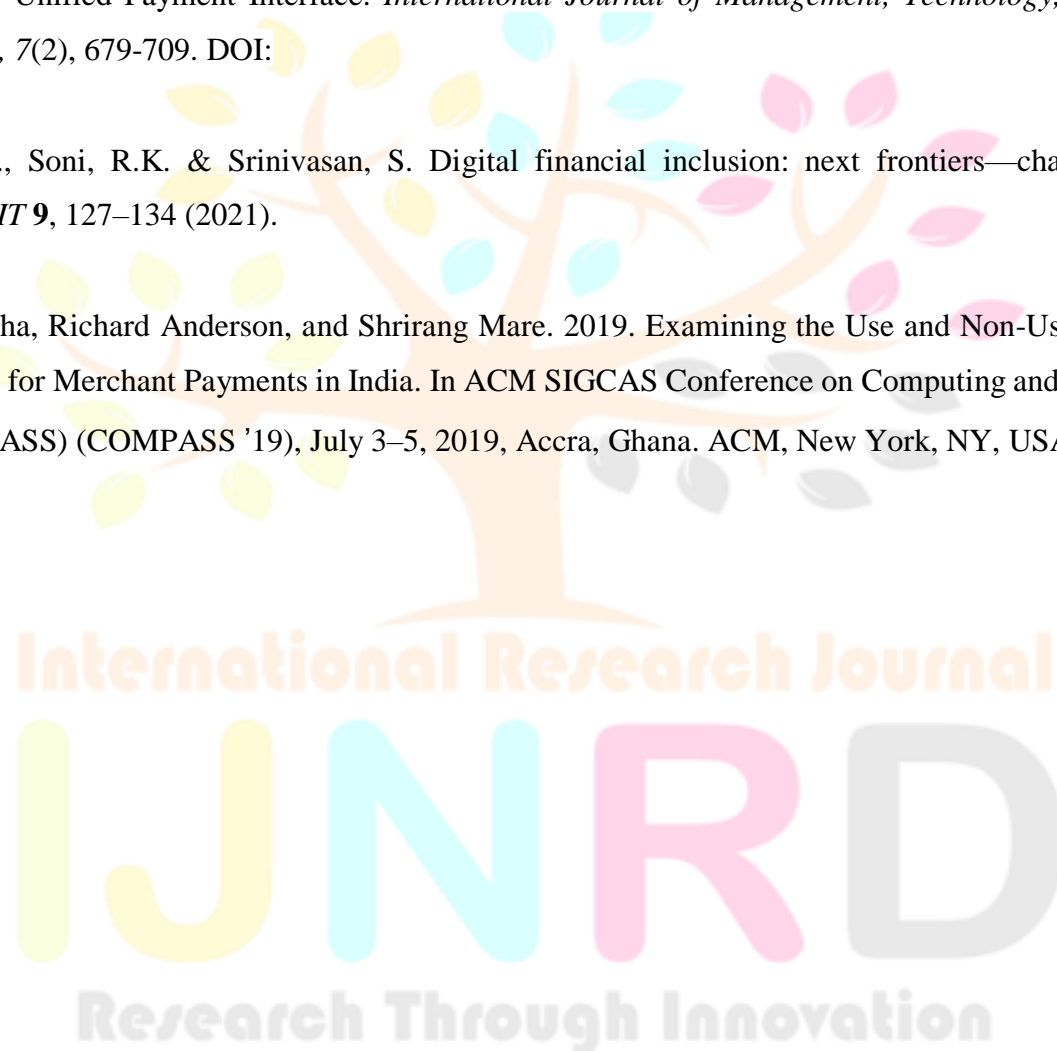 Unified Payment Interface. International Journal of Management, Technology,
, 7(2), 679-709. DOI:
., Soni, R.K. & Srinivasan, S. Digital financial inclusion: next frontiers—cha
IT 9, 127–134 (2021).
ha, Richard Anderson, and Shrirang Mare. 2019. Examining the Use and Non-Us
for Merchant Payments in India. In ACM SIGCAS Conference on Computing and
PASS) (COMPASS ’19), July 3–5, 2019, Accra, Ghana. ACM, New York, NY, USA
International Research Journal
IJNRD
Research Through Innovation